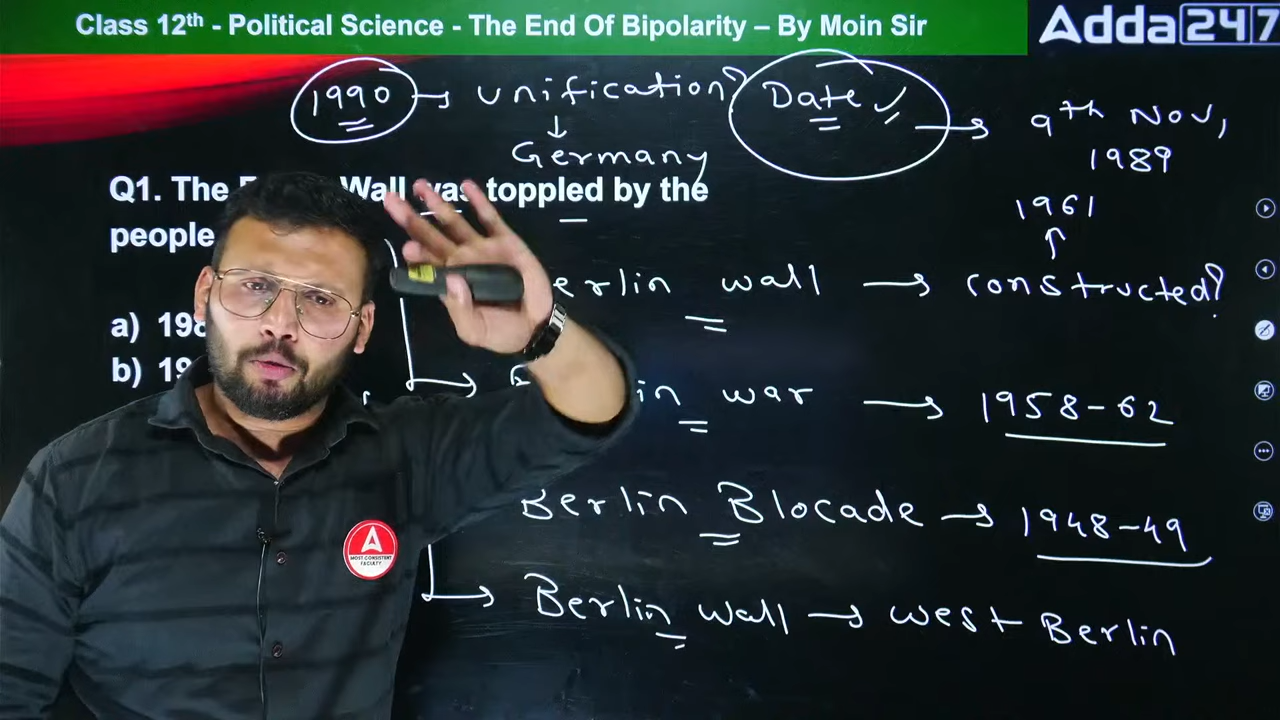 Class 12th - Political Science - The End Of Bipolarity – By Moin Sir
Adda247
1990 → unification?
↓
Germany
Date ✓ → 9th Nov,
1989
Q1. The Wall was toppled by the
people
1961
↑
erlin wall → constructed?
a)
b)
in war → 1958-62
Berlin Blocade → 1948-49
Berlin wall → west Berlin
A
MOST CONSISTENT
FACULTY